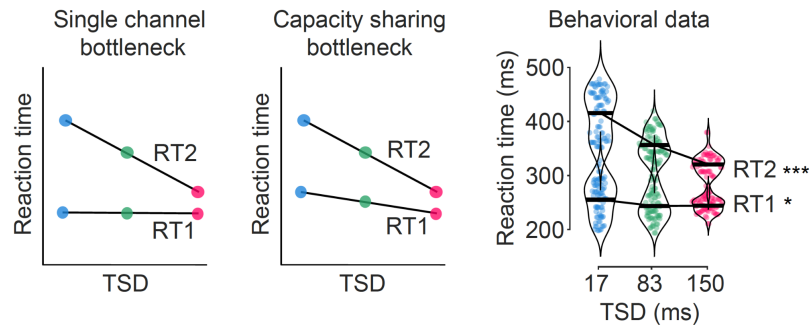 Single channel
bottleneck
Reaction time
RT2
RT1
TSD
Capacity sharing
bottleneck
Reaction time
RT2
RT1
TSD
Behavioral data
Reaction time (ms)
500
400
300
200
RT2 ***
RT1 *
17 83 150
TSD (ms)